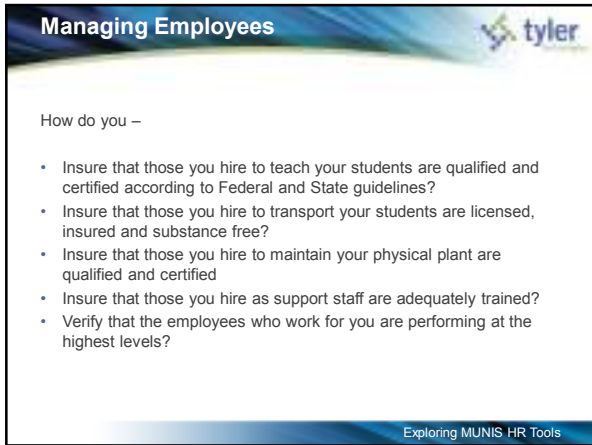 Managing Employees
tyler
How do you –
• Insure that those you hire to teach your students are qualified and
certified according to Federal and State guidelines?
• Insure that those you hire to transport your students are licensed,
insured and substance free?
• Insure that those you hire to maintain your physical plant are
qualified and certified
• Insure that those you hire as support staff are adequately trained?
• Verify that the employees who work for you are performing at the
highest levels?
Exploring MUNIS HR Tools